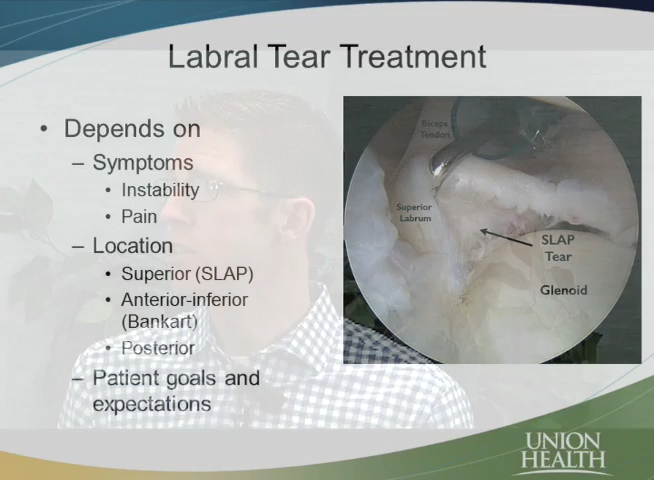 Labral Tear Treatment
• Depends on
– Symptoms
• Instability
• Pain
– Location
• Superior (SLAP)
• Anterior-inferior
(Bankart)
• Posterior
– Patient goals and
expectations
Biceps
Tendon
Superior
Labrum
SLAP
Tear
Glenoid
UNION
HEALTH